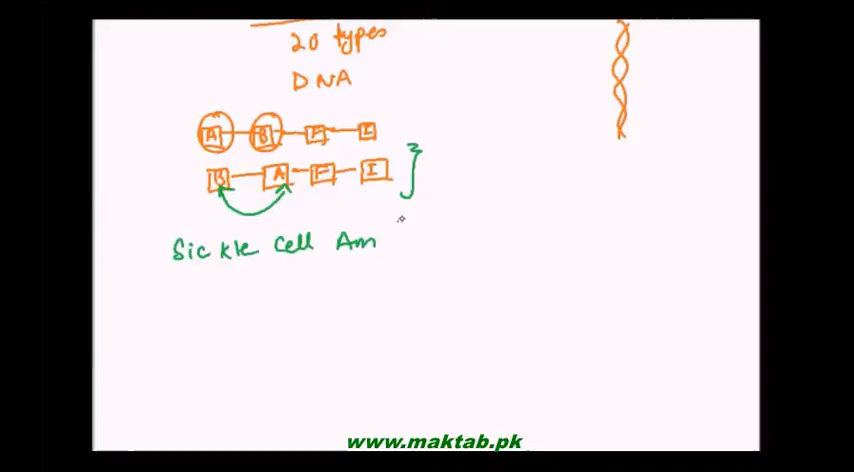 20 types
DNA
A B F I
B A F I
Sickle Cell Am
www.maktab.pk